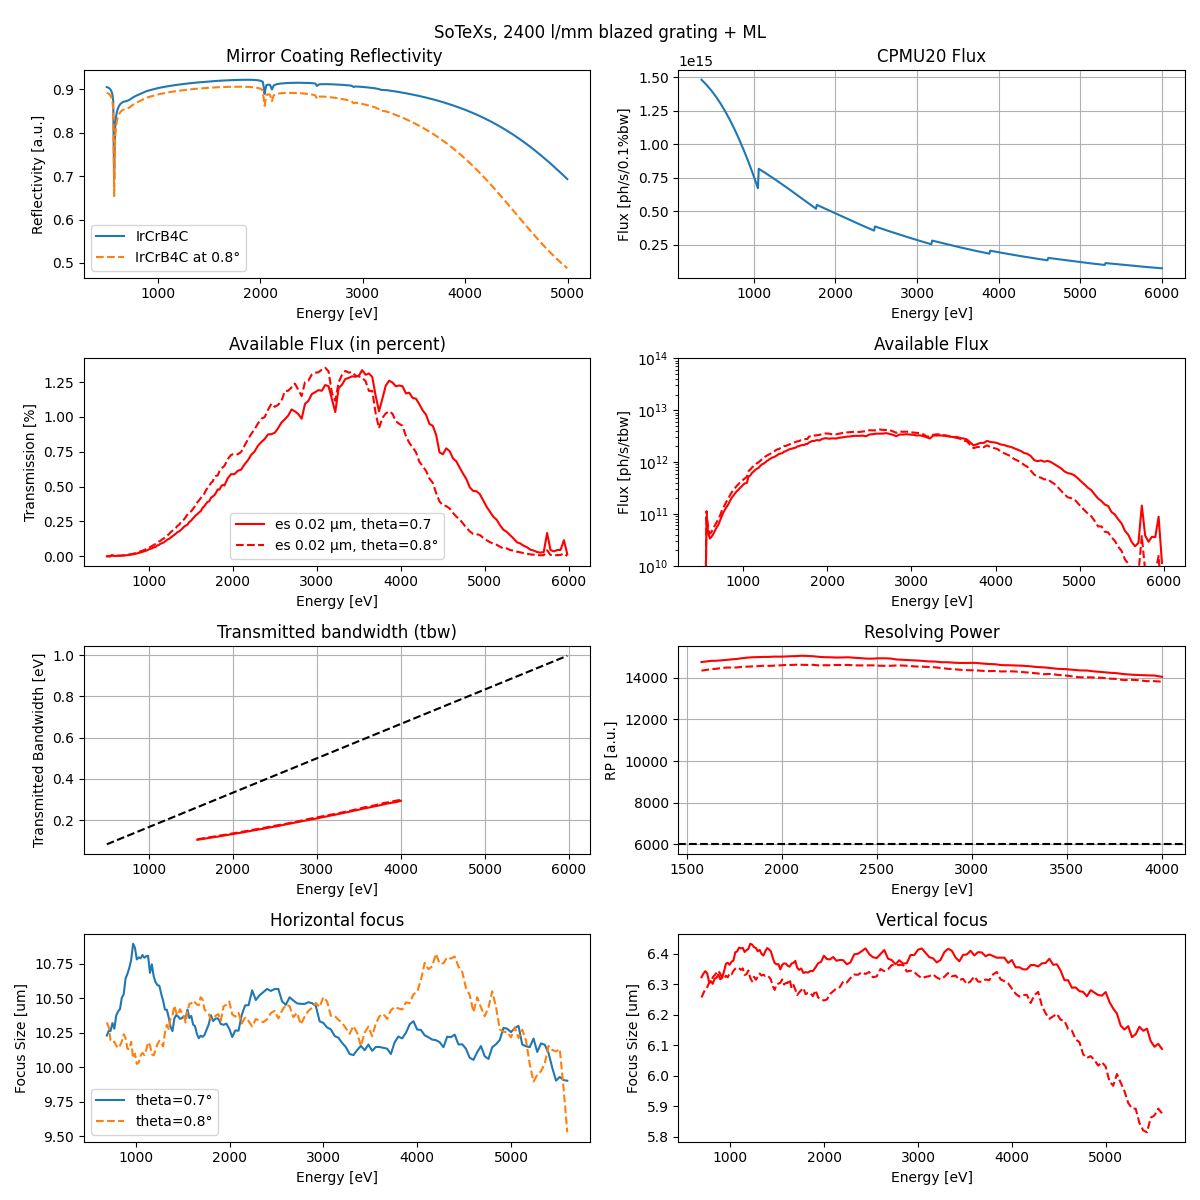 SoTeXs, 2400 l/mm blazed grating + ML
Mirror Coating Reflectivity
Reflectivity [a.u.]
0.9
0.8
0.7
0.6
0.5
IrCrB4C
IrCrB4C at 0.8°
1000 2000 3000 4000 5000
Energy [eV]
CPMU20 Flux
1e15
Flux [ph/s/0.1%bw]
1.50
1.25
1.00
0.75
0.50
0.25
1000 2000 3000 4000 5000 6000
Energy [eV]
Available Flux (in percent)
Transmission [%]
1.25
1.00
0.75
0.50
0.25
0.00
es 0.02 µm, theta=0.7
es 0.02 µm, theta=0.8°
1000 2000 3000 4000 5000 6000
Energy [eV]
Available Flux
Flux [ph/s/tbw]
10^14
10^13
10^12
10^11
10^10
1000 2000 3000 4000 5000 6000
Energy [eV]
Transmitted bandwidth (tbw)
Transmitted Bandwidth [eV]
1.0
0.8
0.6
0.4
0.2
1000 2000 3000 4000 5000 6000
Energy [eV]
Resolving Power
RP [a.u.]
14000
12000
10000
8000
6000
1500 2000 2500 3000 3500 4000
Energy [eV]
Horizontal focus
Focus Size [um]
10.75
10.50
10.25
10.00
9.75
9.50
theta=0.7°
theta=0.8°
1000 2000 3000 4000 5000
Energy [eV]
Vertical focus
Focus Size [um]
6.4
6.3
6.2
6.1
6.0
5.9
5.8
1000 2000 3000 4000 5000
Energy [eV]